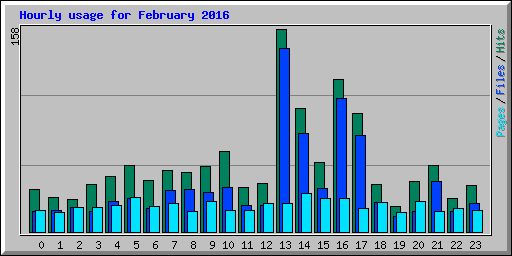 Hourly usage for February 2016
158
Pages / Files / Hits
0 1 2 3 4 5 6 7 8 9 10 11 12 13 14 15 16 17 18 19 20 21 22 23